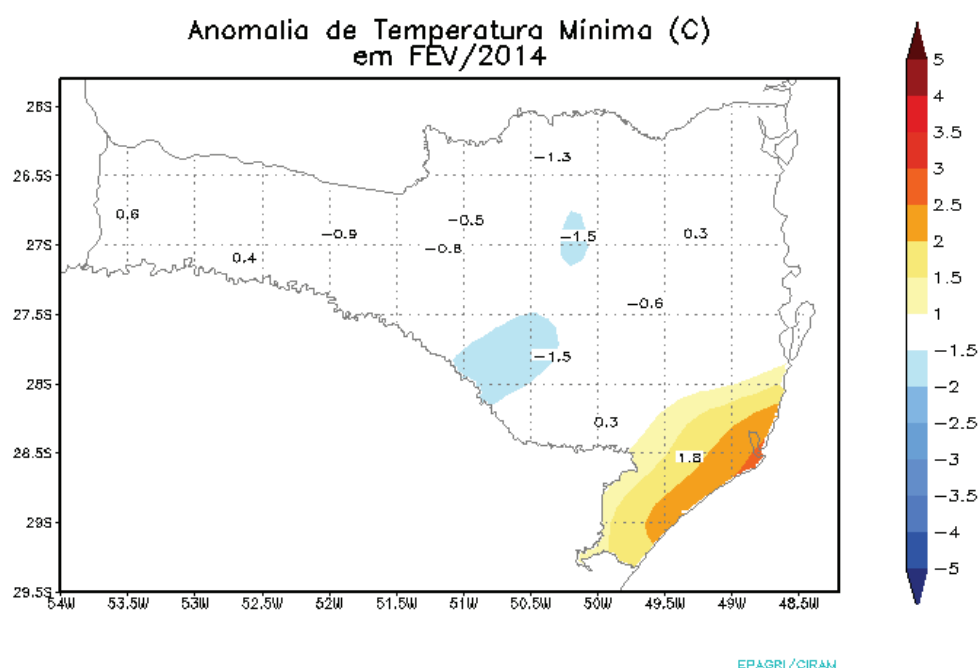 Anomalia de Temperatura Mínima (C)
em FEV/2014
5
4
3.5
3
2.5
2
1.5
1
−1.5
−2
−2.5
−3
−3.5
−4
−5
26S
26.5S
27S
27.5S
28S
28.5S
29S
29.5S
−1.3
0.6
−0.5
−0.9
−0.8
−1.5
0.3
0.4
−0.6
−1.5
0.3
1.8
54W 53.5W 53W 52.5W 52W 51.5W 51W 50.5W 50W 49.5W 49W 48.5W
EPAGRI/CIRAM